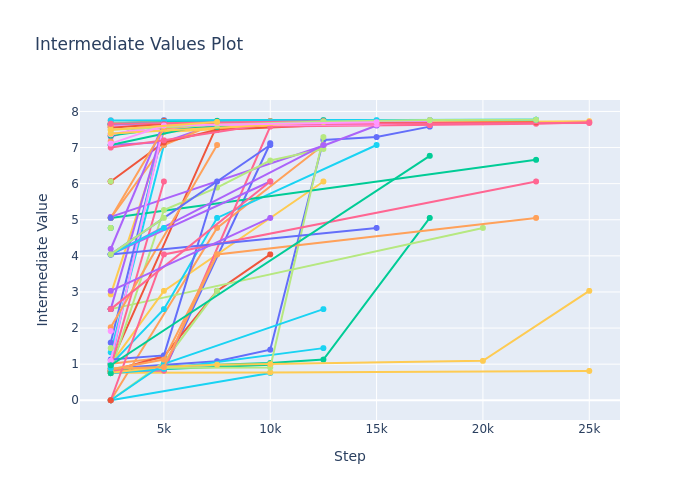 Intermediate Values Plot
8
7
6
5
4
3
2
1
0
Intermediate Value
5k 10k 15k 20k 25k
Step